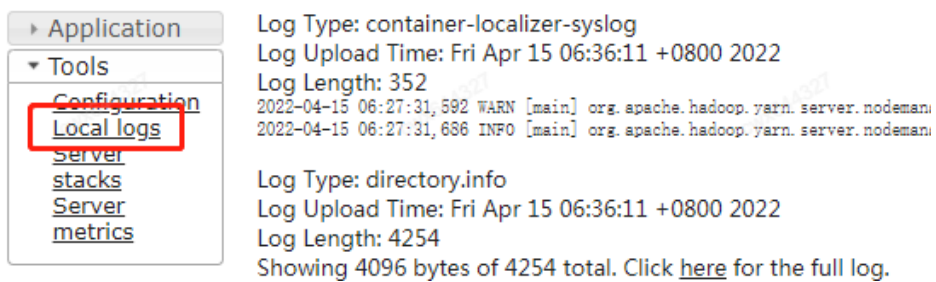 Application
Tools
Configuration
Local logs
Server
stacks
Server
metrics
Log Type: container-localizer-syslog
Log Upload Time: Fri Apr 15 06:36:11 +0800 2022
Log Length: 352
2022-04-15 06:27:31,592 WARN [main] org.apache.hadoop.yarn.server.nodemana
2022-04-15 06:27:31,686 INFO [main] org.apache.hadoop.yarn.server.nodemana
Log Type: directory.info
Log Upload Time: Fri Apr 15 06:36:11 +0800 2022
Log Length: 4254
Showing 4096 bytes of 4254 total. Click here for the full log.